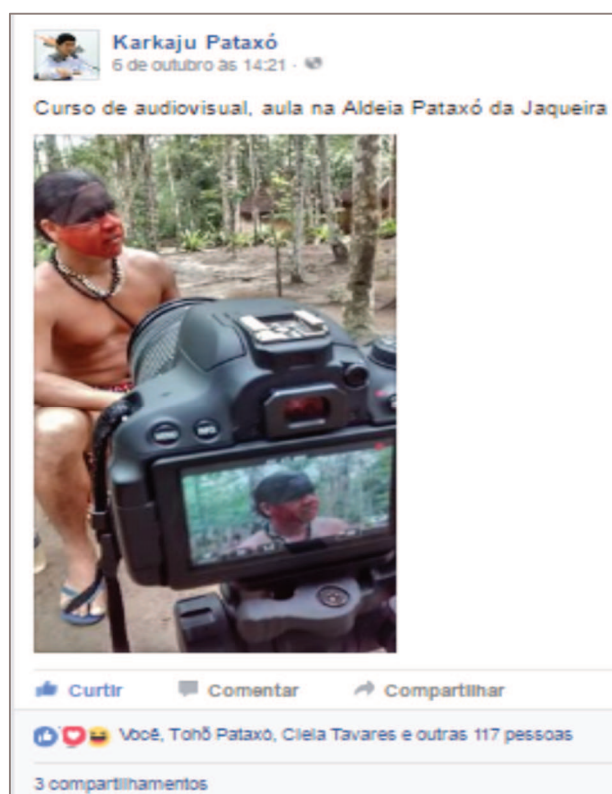 Karkaju Pataxó
6 de outubro às 14:21 ·
Curso de audiovisual, aula na Aldeia Pataxó da Jaqueira
Curtir Comentar Compartilhar
Você, Tohõ Pataxó, Clela Tavares e outras 117 pessoas
3 compartilhamentos